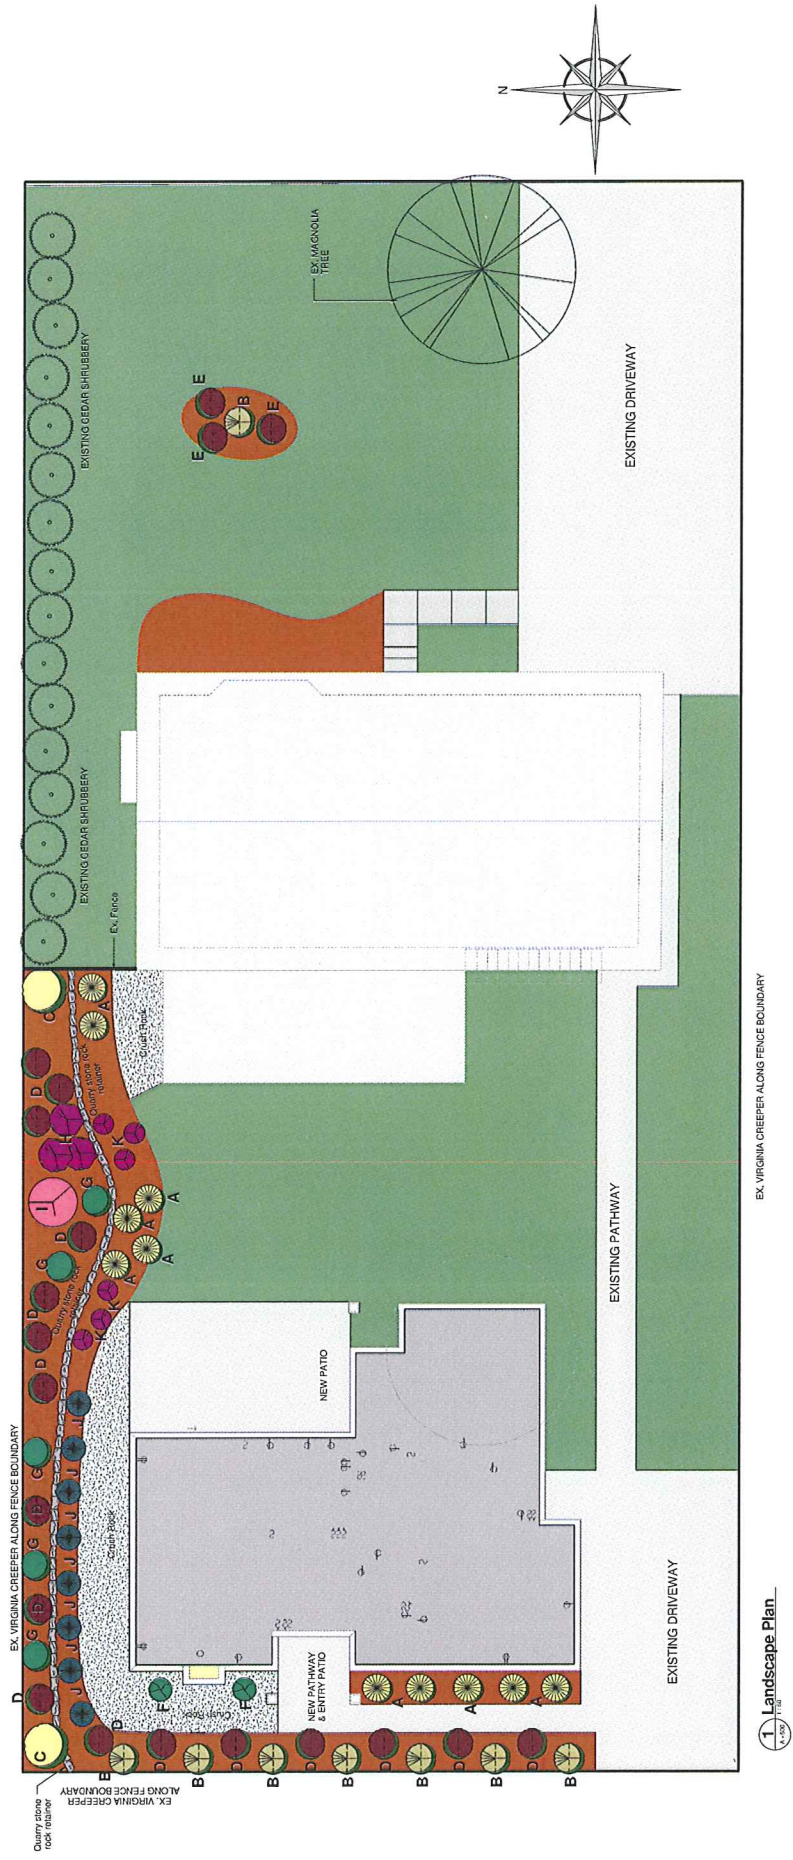 N
EX. MAGNOLIA
TREE
EXISTING CEDAR SHRUBBERY
E
E
B
E
EXISTING DRIVEWAY
EXISTING CEDAR SHRUBBERY
Ex. Fence
C
A
Crush Rock
D
Quarry stone rock
retainer
H
K
I
G
A
A
A
D
G
A
Quarry stone rock
D
K
K
D
D
J
EX. VIRGINIA CREEPER ALONG FENCE BOUNDARY
EXISTING PATHWAY
EX. VIRGINIA CREEPER ALONG FENCE BOUNDARY
NEW PATIO
G
J
D
J
G
J
D
J
G
J
D
J
J
Crush Rock
F
F
Crush Rock
NEW PATHWAY
& ENTRY PATIO
A
A
A
EXISTING DRIVEWAY
C
D
B
D
B
D
B
D
B
D
B
D
B
D
B
EX. VIRGINIA CREEPER
ALONG FENCE BOUNDARY
Quarry stone
rock retainer
1
Landscape Plan
A-500
1:50